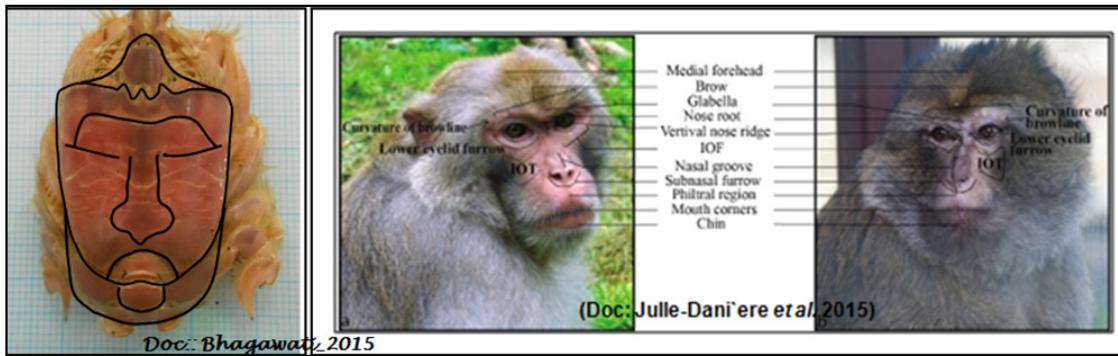 Doc:: Bhagawati_2015
Medial forehead
Brow
Glabella
Nose root
Vertival nose ridge
IOF
Nasal groove
Subnasal furrow
Philtral region
Mouth corners
Chin
Curvature of browline
Lower eyelid furrow
IOT
a
Curvature of
browline
Lower eyelid
furrow
IOT
b
(Doc: Julle-Dani`ere et al. 2015)